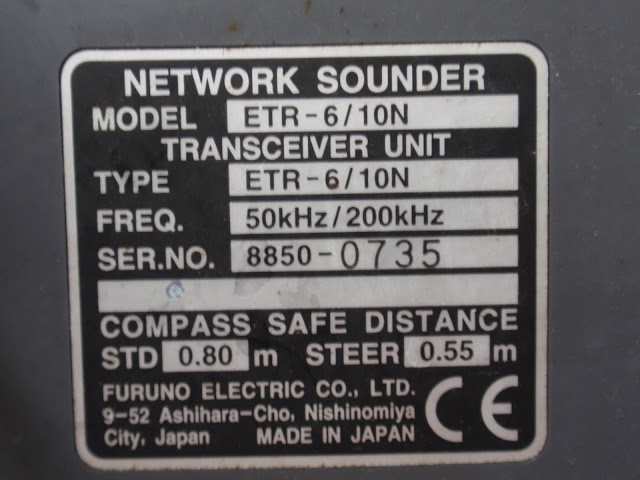 NETWORK SOUNDER
MODEL ETR-6/10N
TRANSCEIVER UNIT
TYPE ETR-6/10N
FREQ. 50kHz/200kHz
SER.NO. 8850-0735
COMPASS SAFE DISTANCE
STD 0.80 m STEER 0.55 m
FURUNO ELECTRIC CO., LTD.
9-52 Ashihara-Cho, Nishinomiya
City, Japan MADE IN JAPAN
CE